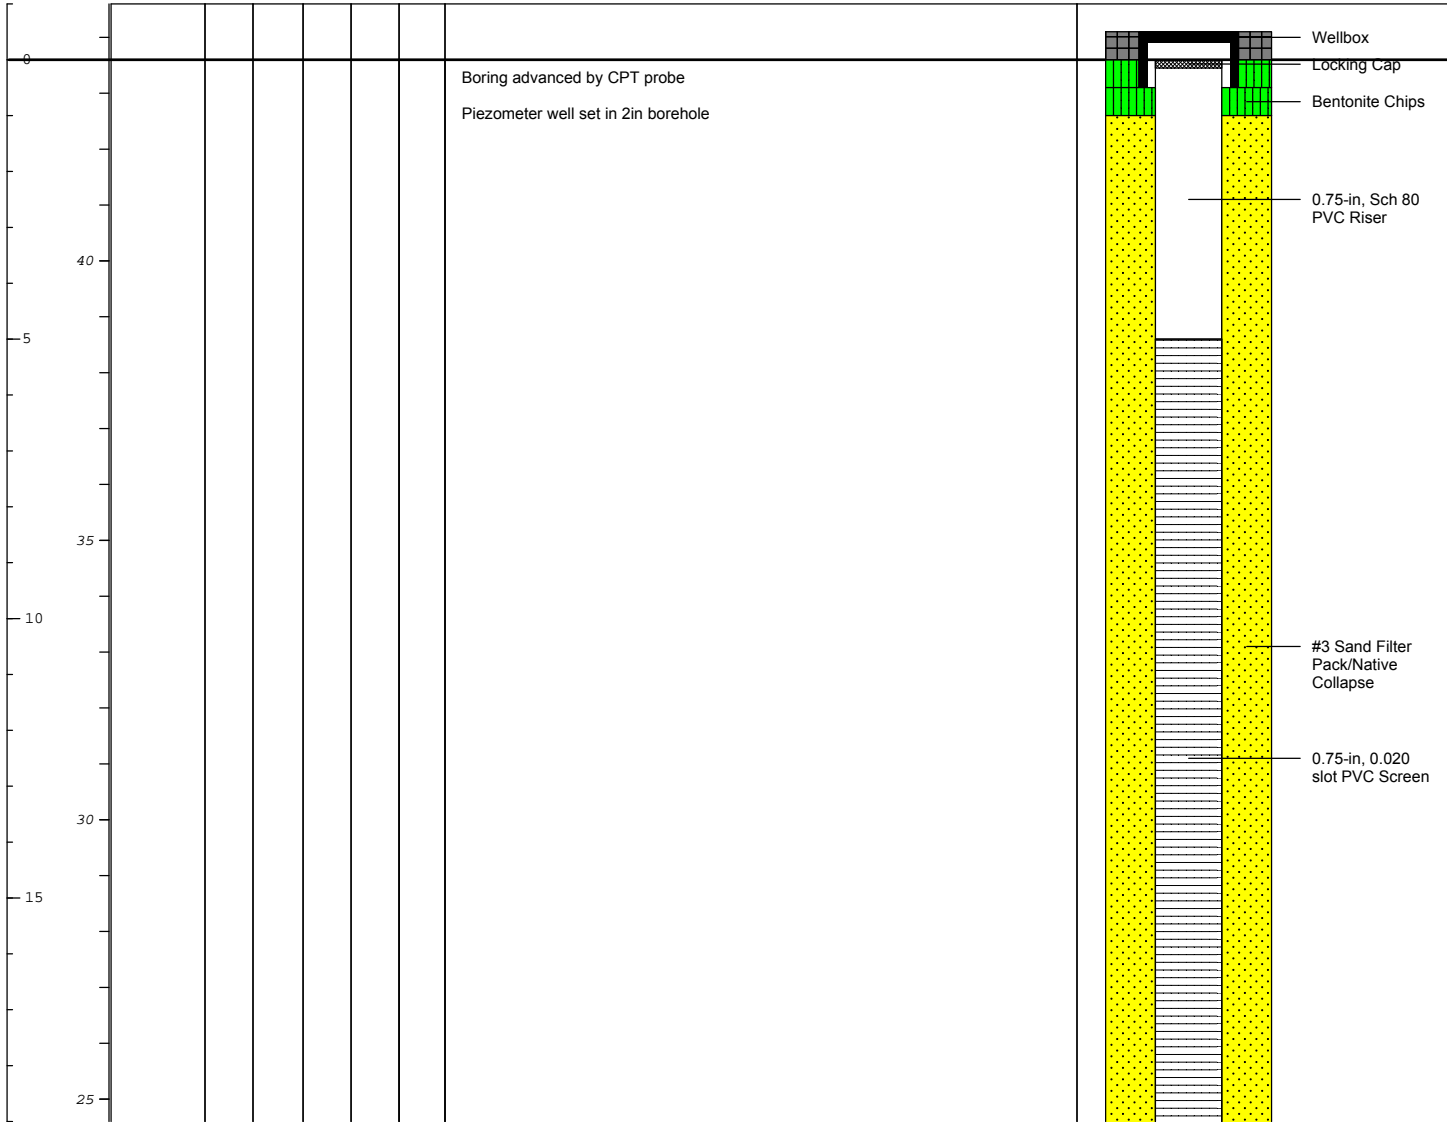 Wellbox
0
Locking Cap
Boring advanced by CPT probe
Bentonite Chips
Piezometer well set in 2in borehole
0.75-in, Sch 80
PVC Riser
40
5
35
10
#3 Sand Filter
Pack/Native
Collapse
0.75-in, 0.020
slot PVC Screen
30
15
25